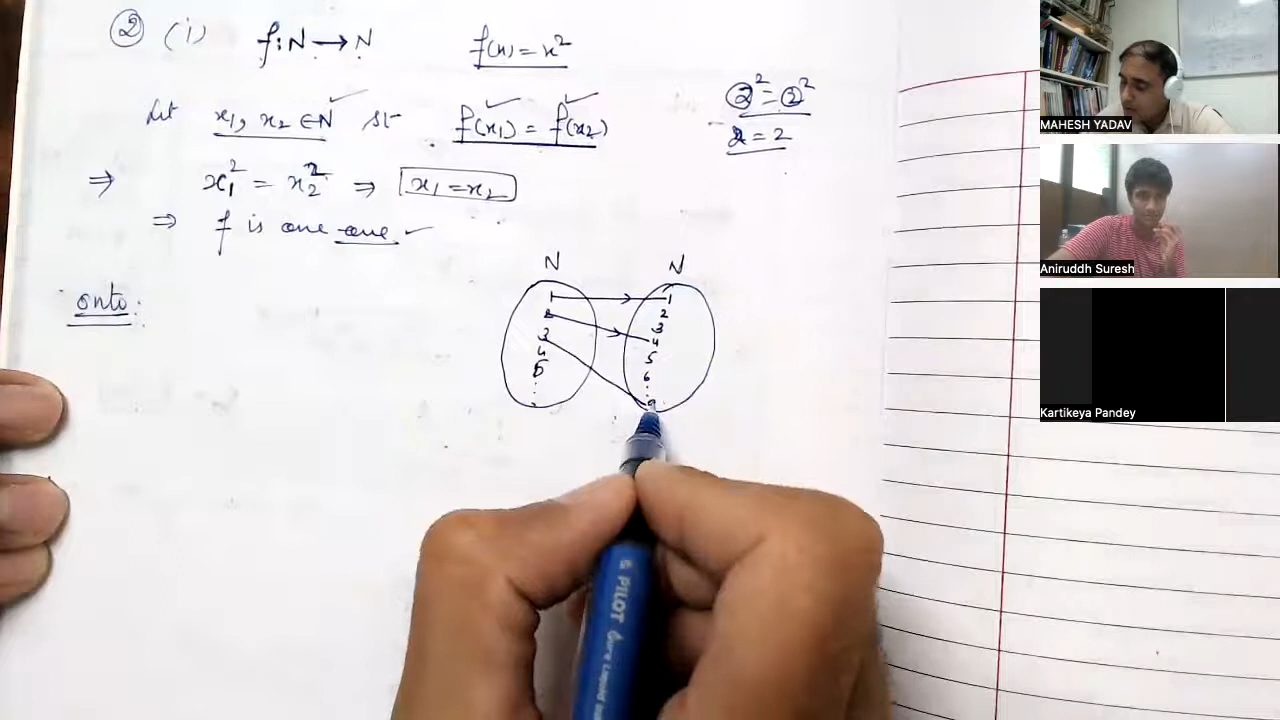 ② (i) f: N → N f(x) = x²
Let x₁, x₂ ∈ N st f(x₁) = f(x₂)
②² = ②²
2 = 2
⇒ x₁² = x₂² ⇒ x₁ = x₂
⇒ f is one one
onto:
N N
1 1
2 2
3 3
4 4
5 5
6
9
PILOT
MAHESH YADAV
Aniruddh Suresh
Kartikeya Pandey